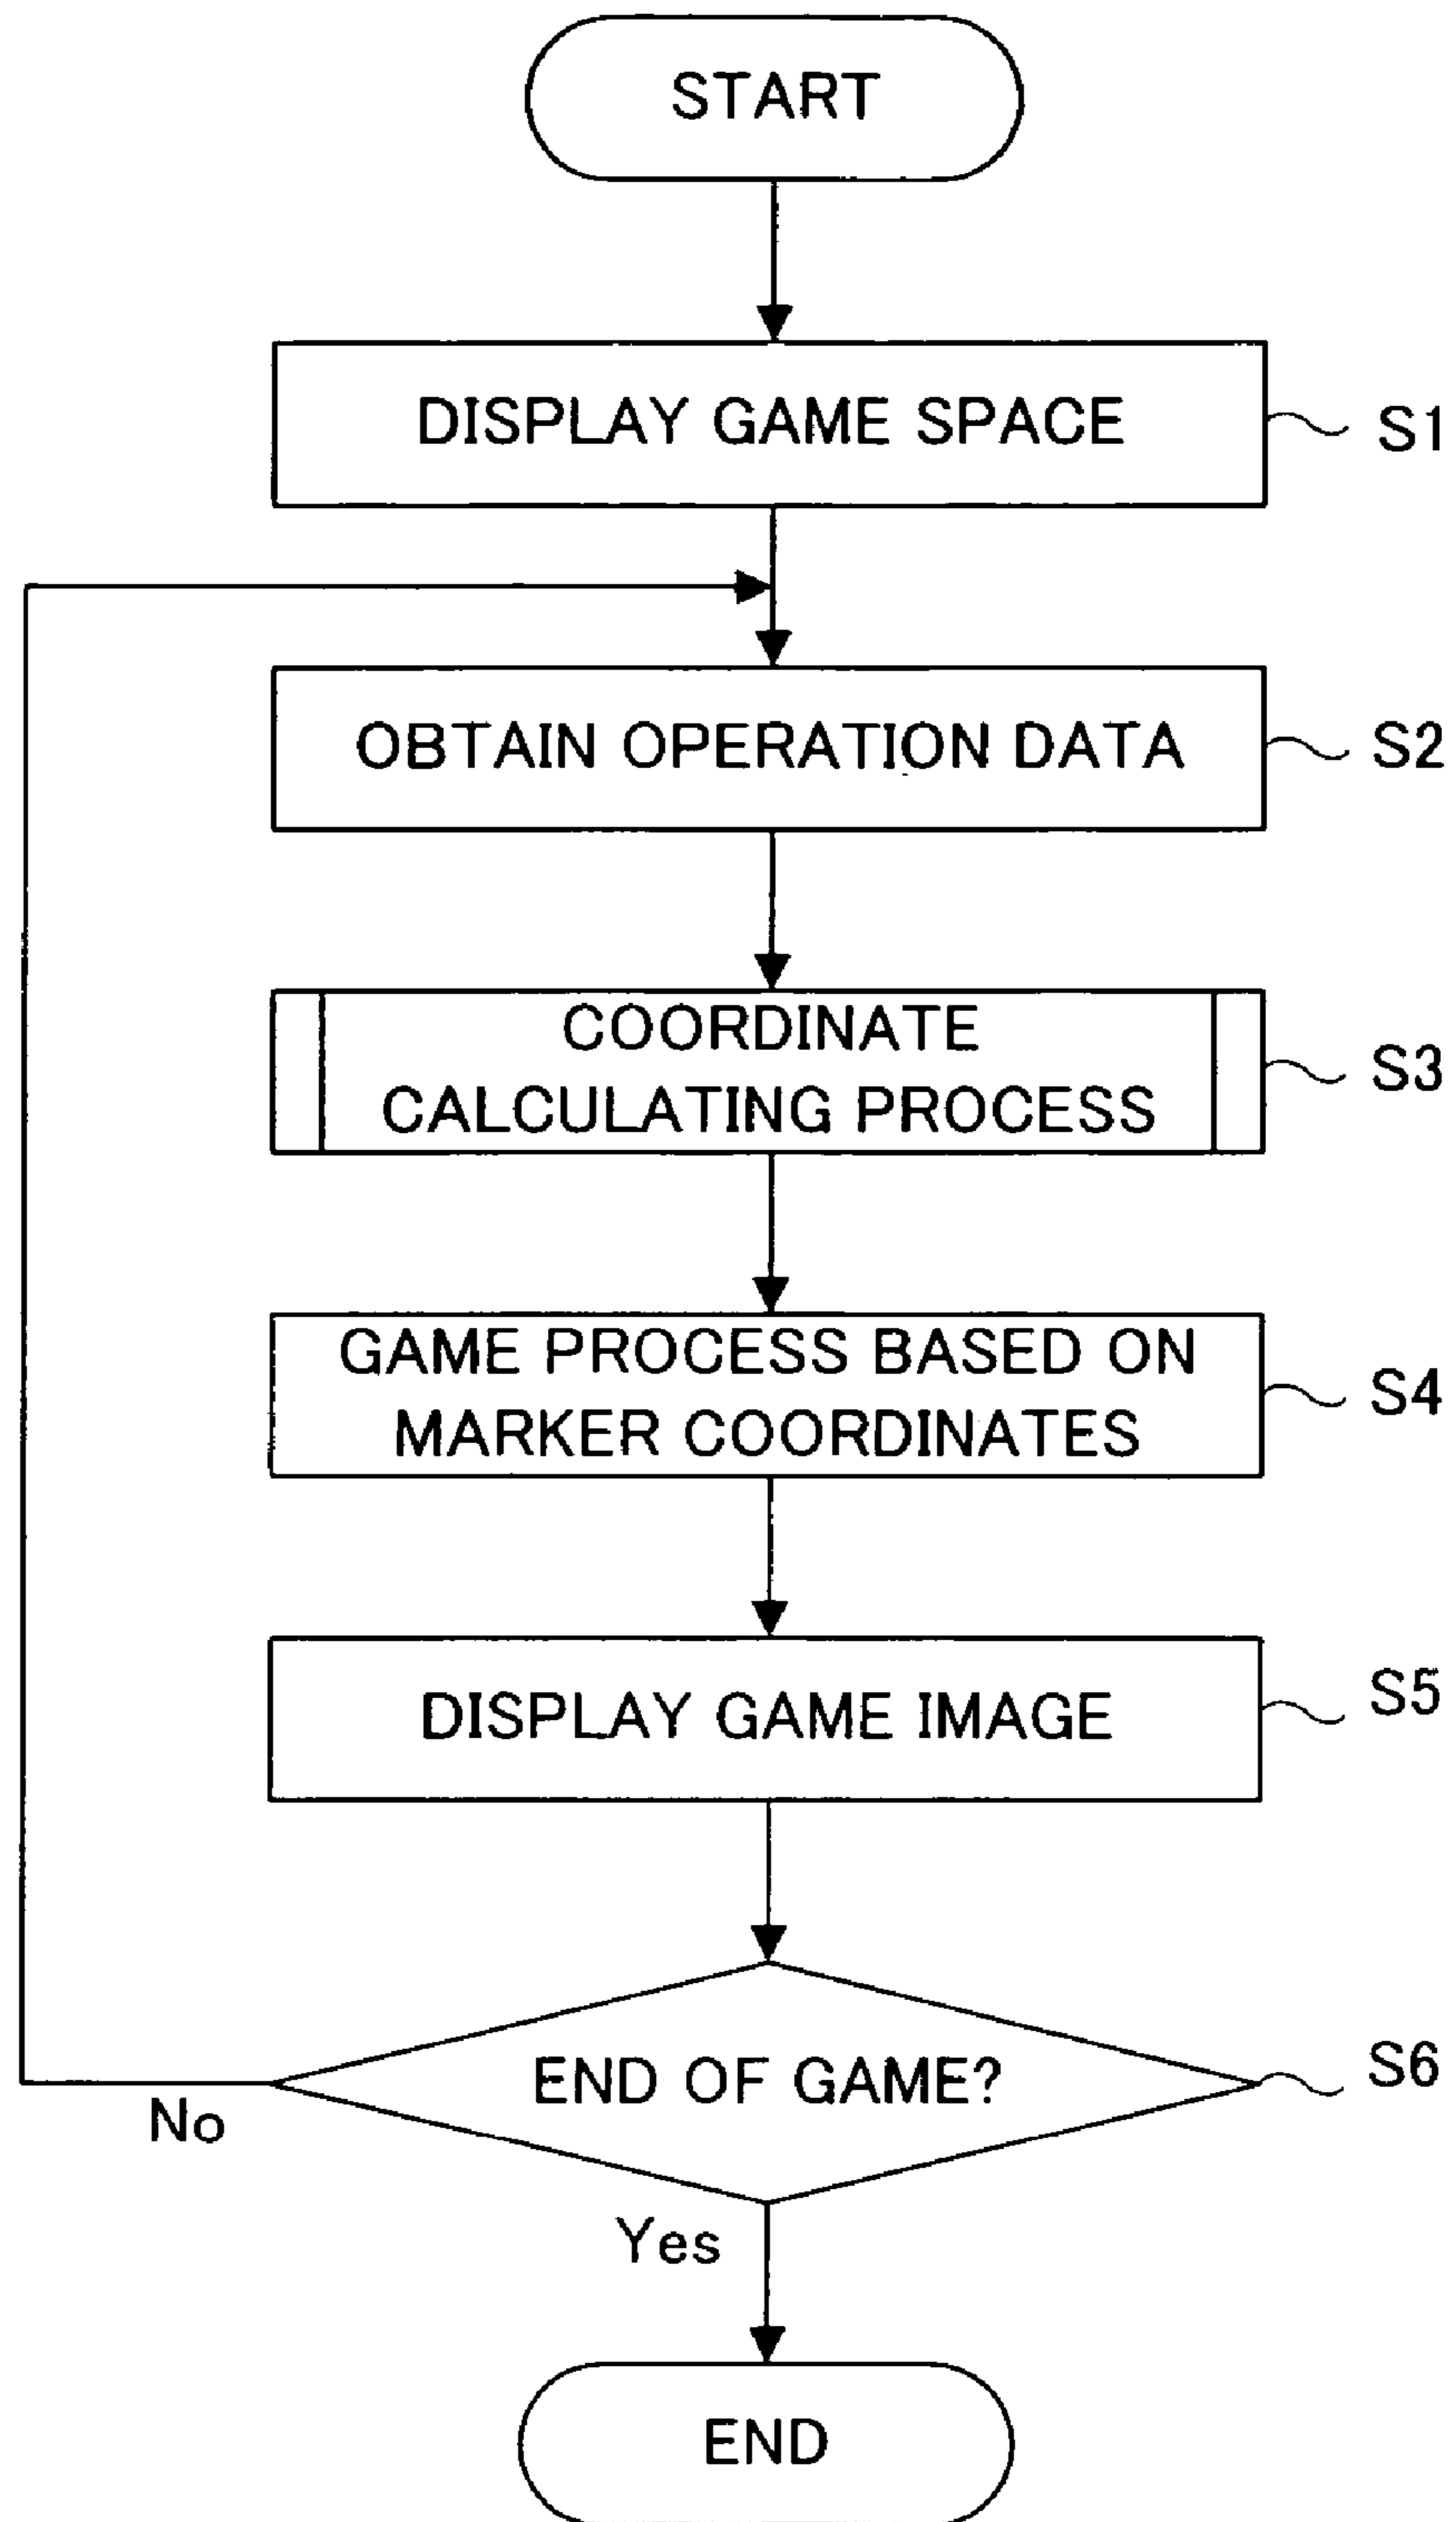 START
DISPLAY GAME SPACE
S1
OBTAIN OPERATION DATA
S2
COORDINATE
CALCULATING PROCESS
S3
GAME PROCESS BASED ON
MARKER COORDINATES
S4
DISPLAY GAME IMAGE
S5
END OF GAME?
S6
No
Yes
END